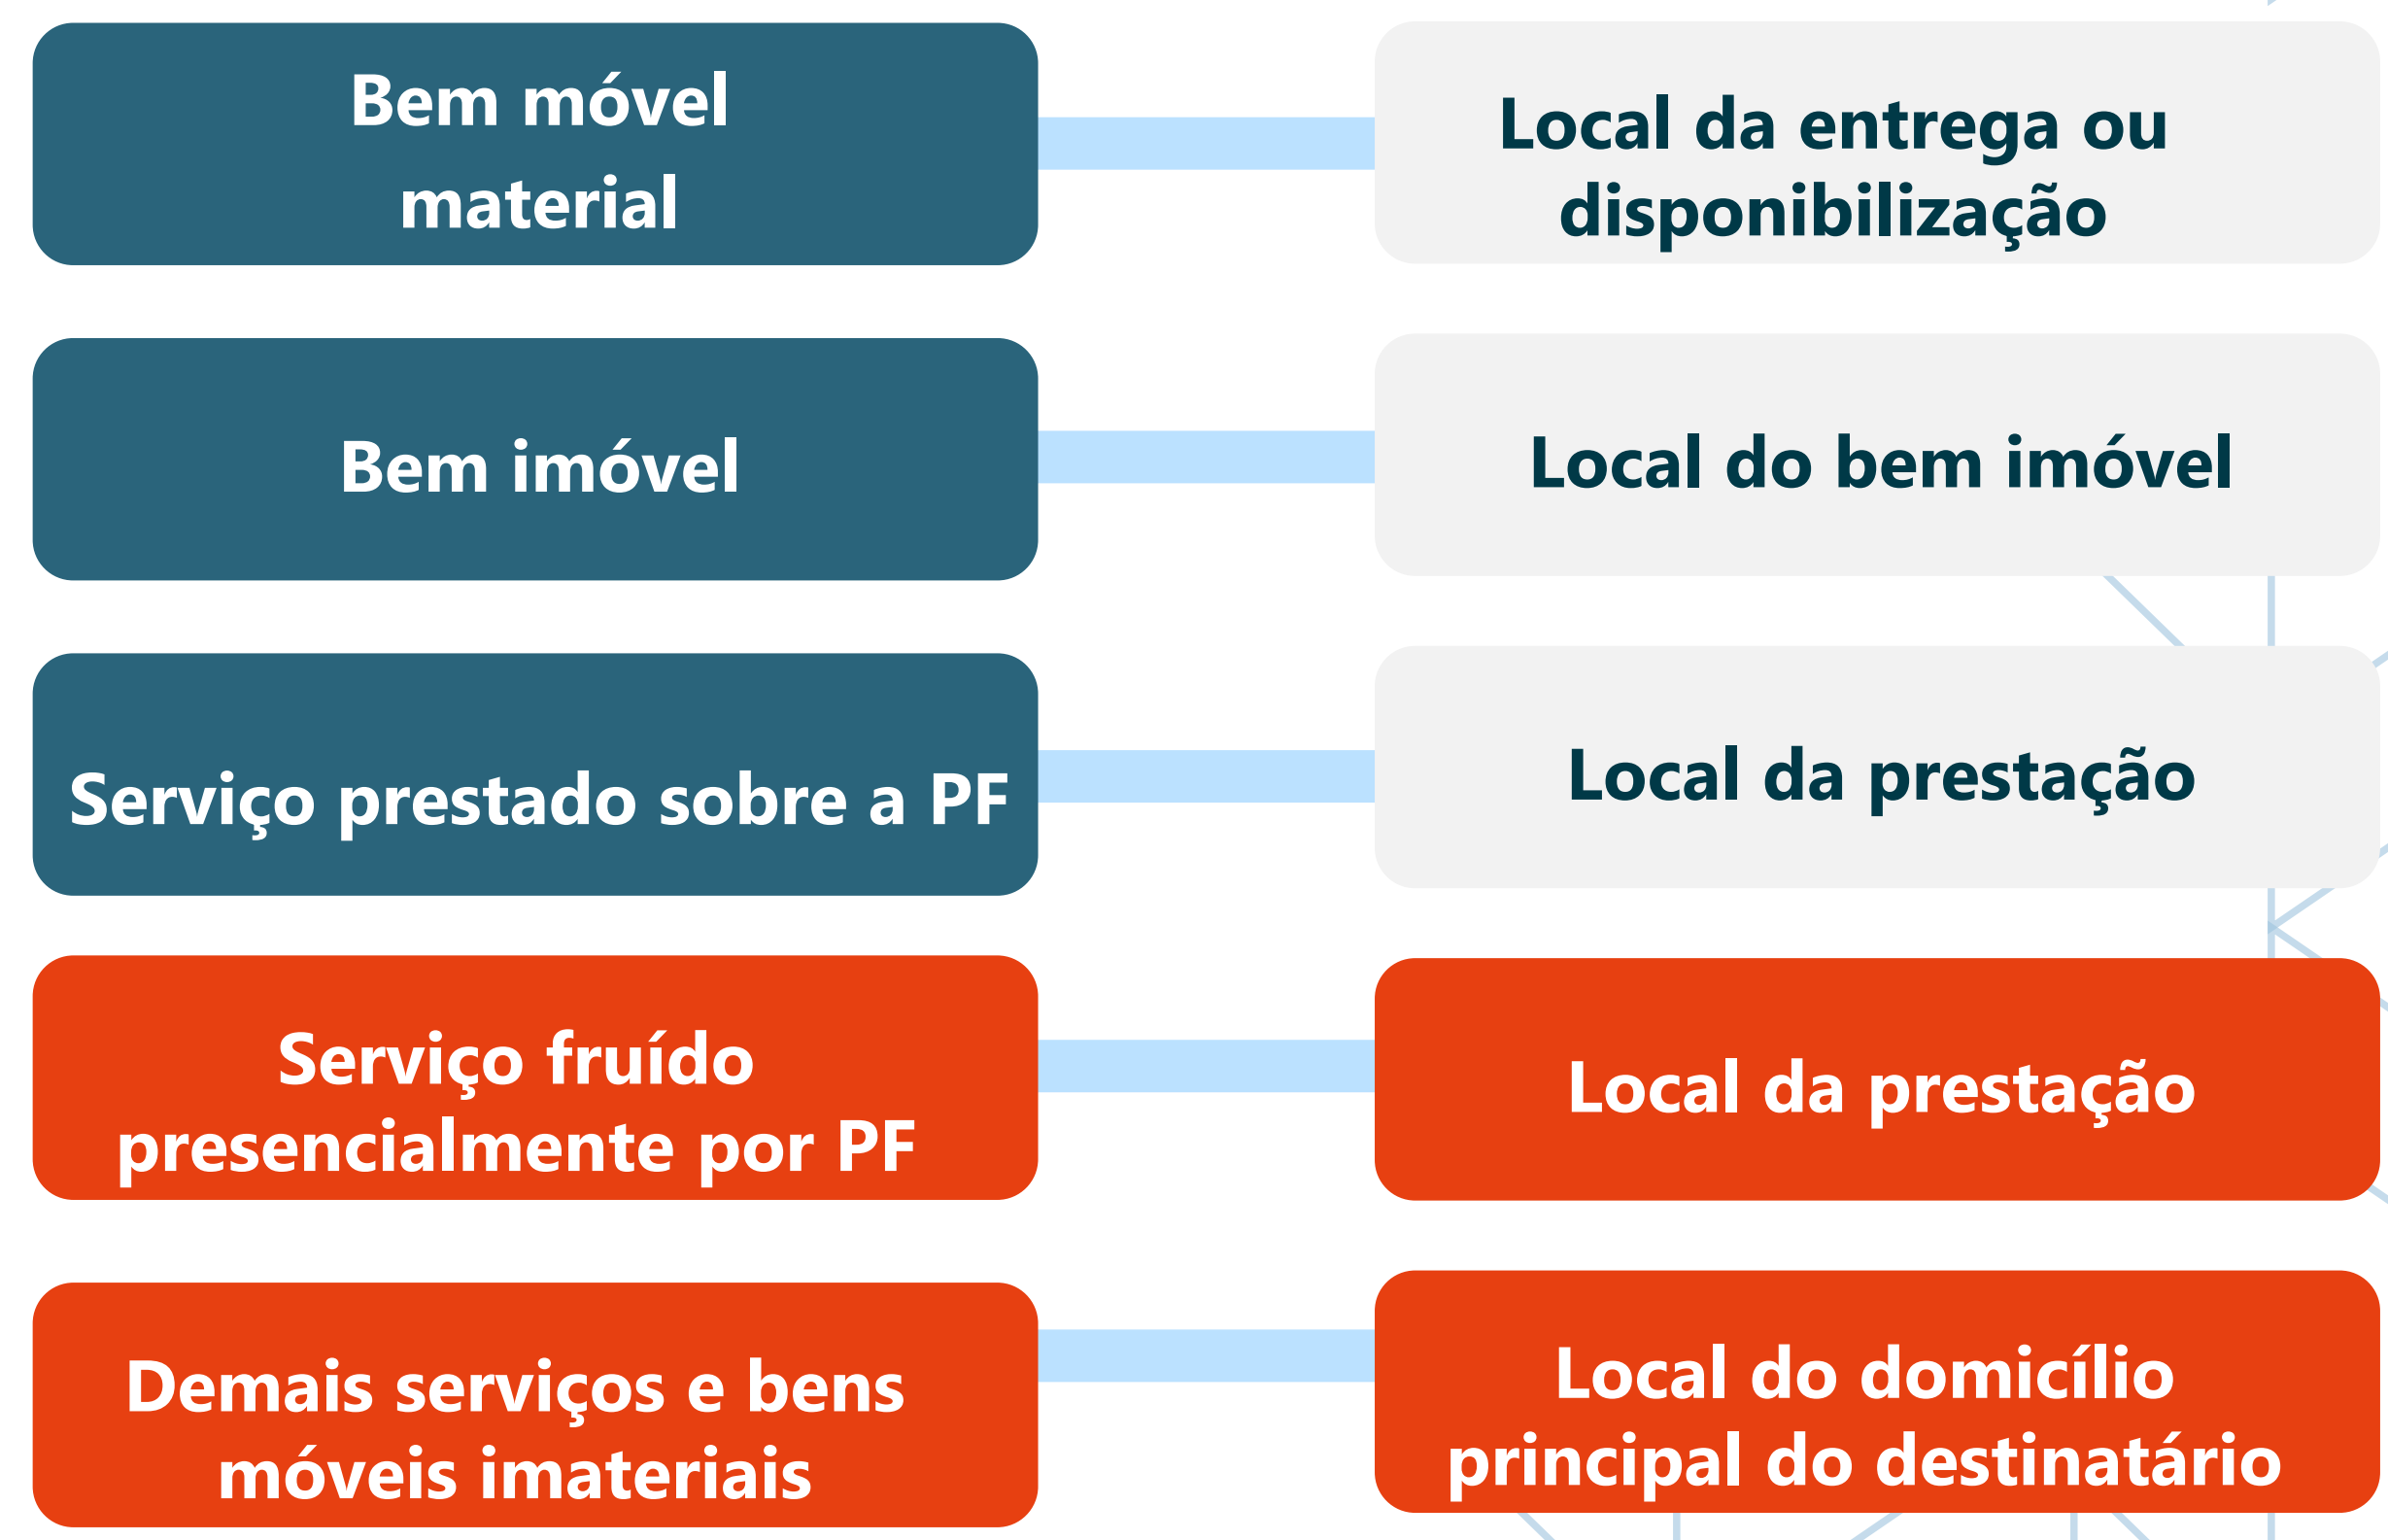 Bem móvel
material
Local da entrega ou
disponibilização
Bem imóvel
Local do bem imóvel
Serviço prestado sobre a PF
Local da prestação
Serviço fruído
presencialmente por PF
Local da prestação
Demais serviços e bens
móveis imateriais
Local do domicílio
principal do destinatário